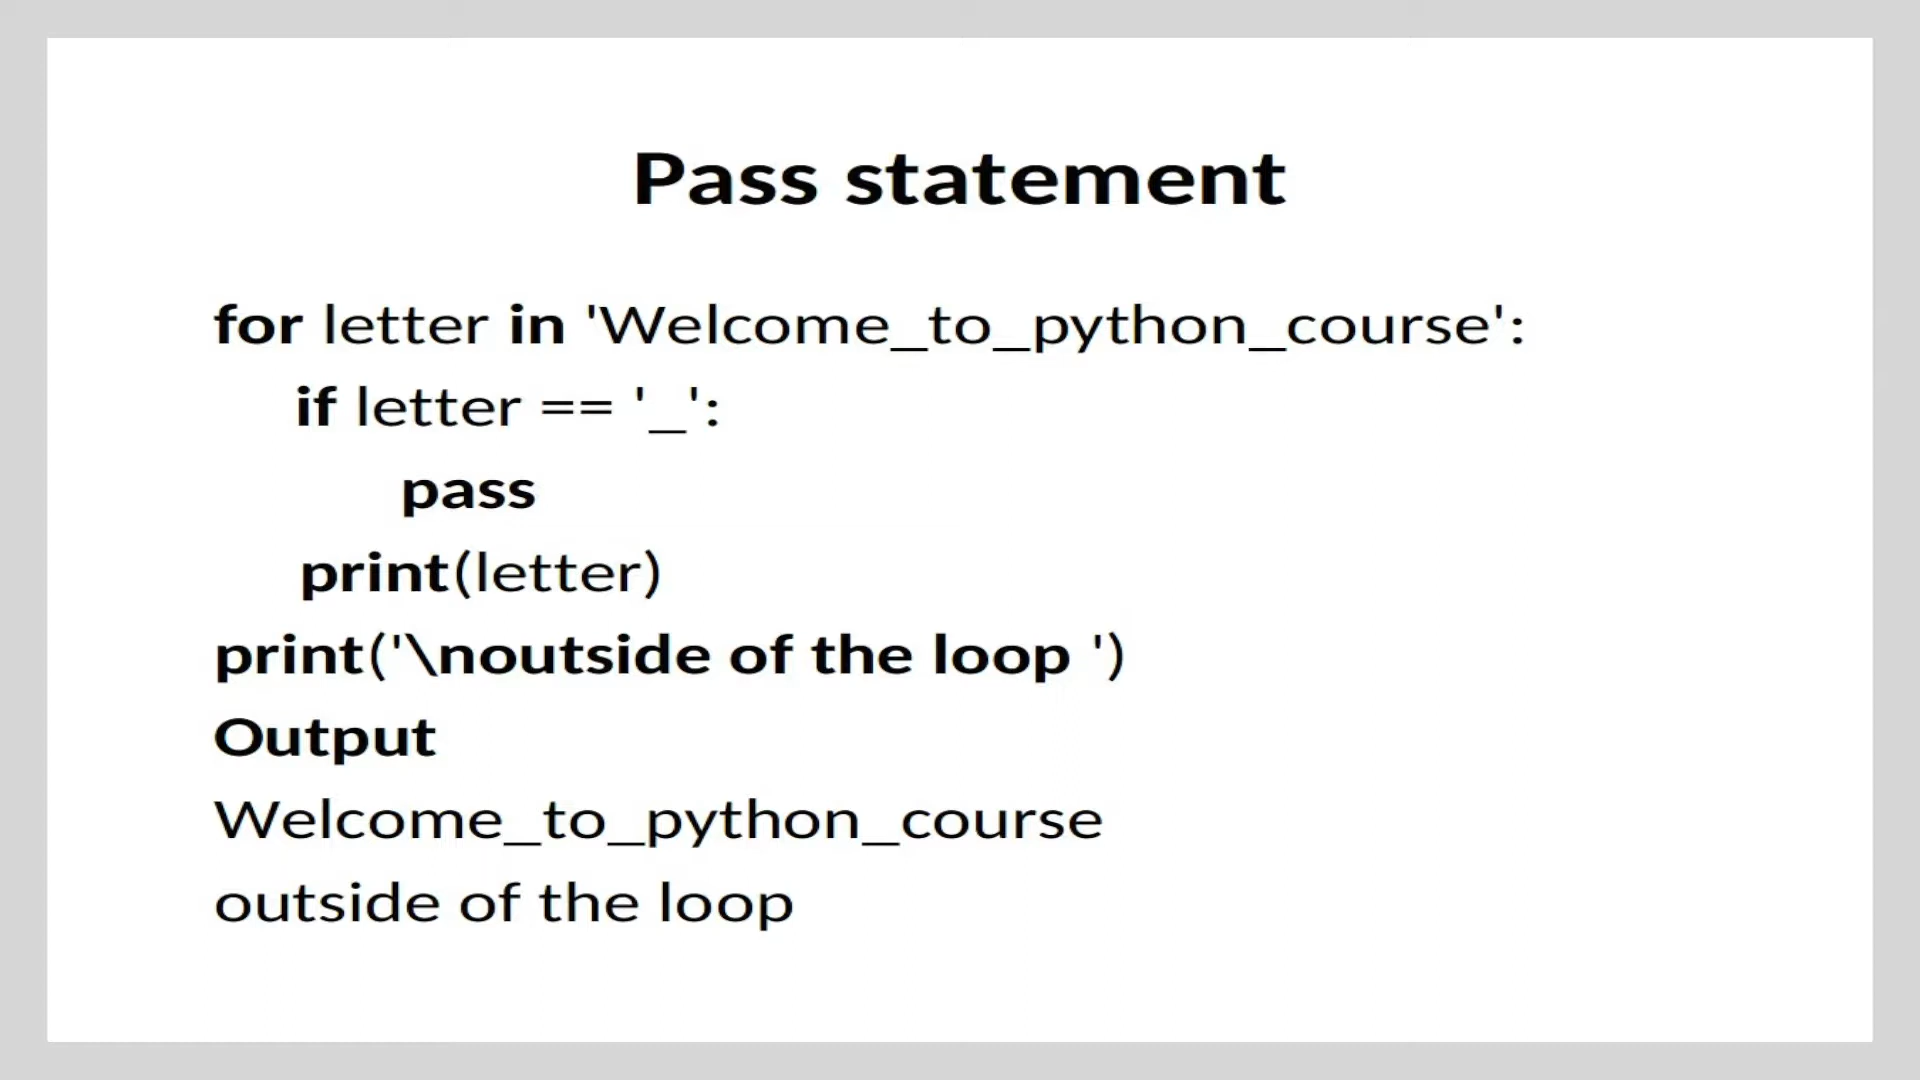 Pass statement
for letter in 'Welcome_to_python_course':
if letter == '_':
pass
print(letter)
print('\noutside of the loop ')
Output
Welcome_to_python_course
outside of the loop